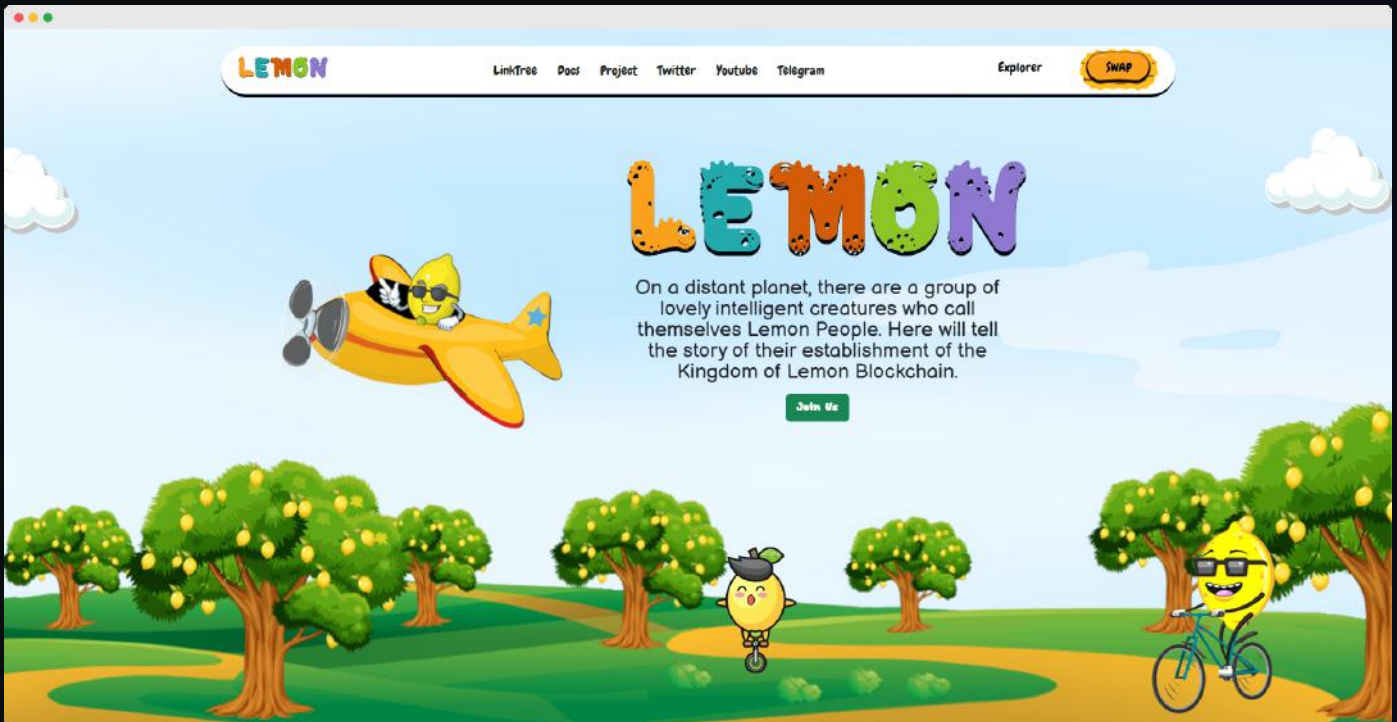 LEMON LinkTree Docs Project Twitter Youtube Telegram Explorer SWAP
LEMON
On a distant planet, there are a group of
lovely intelligent creatures who call
themselves Lemon People. Here will tell
the story of their establishment of the
Kingdom of Lemon Blockchain.
Join Us